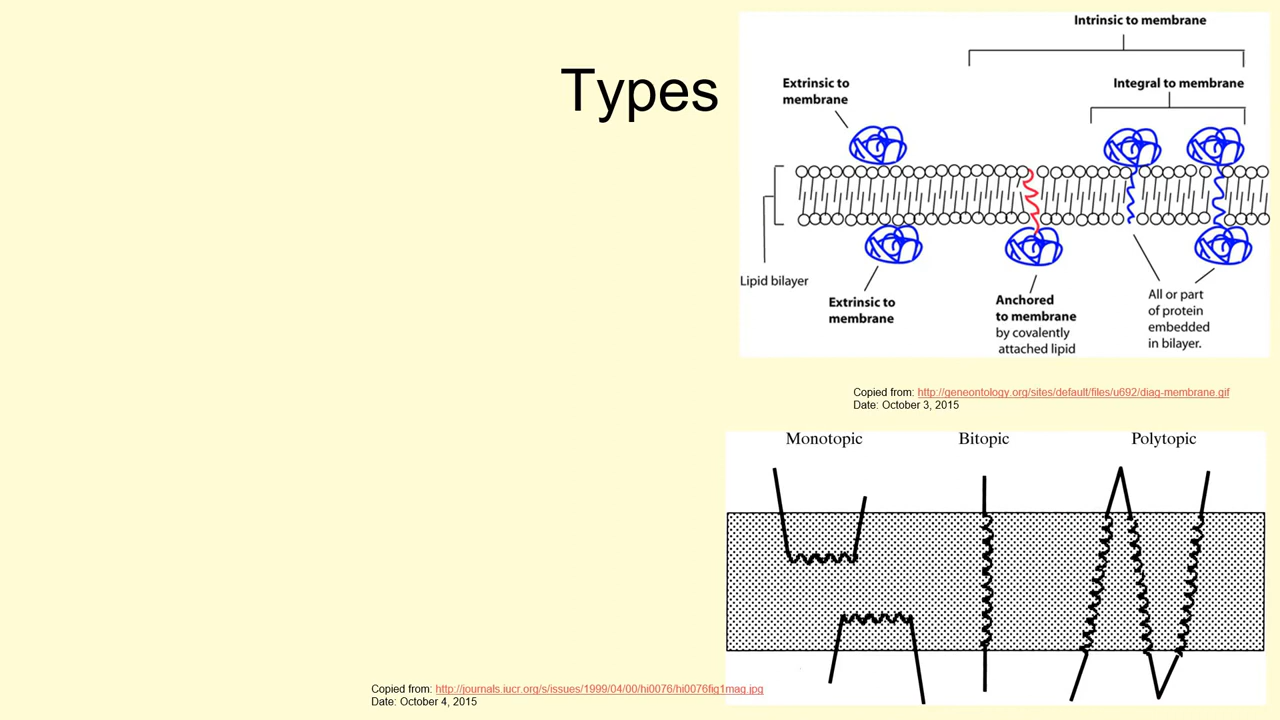 Types
Intrinsic to membrane
Extrinsic to
membrane
Integral to membrane
Lipid bilayer
Extrinsic to
membrane
Anchored
to membrane
by covalently
attached lipid
All or part
of protein
embedded
in bilayer.
Copied from: http://geneontology.org/sites/default/files/u692/diag-membrane.gif
Date: October 3, 2015
Monotopic
Bitopic
Polytopic
Copied from: http://journals.iucr.org/s/issues/1999/04/00/hi0076/hi0076fig1mag.jpg
Date: October 4, 2015